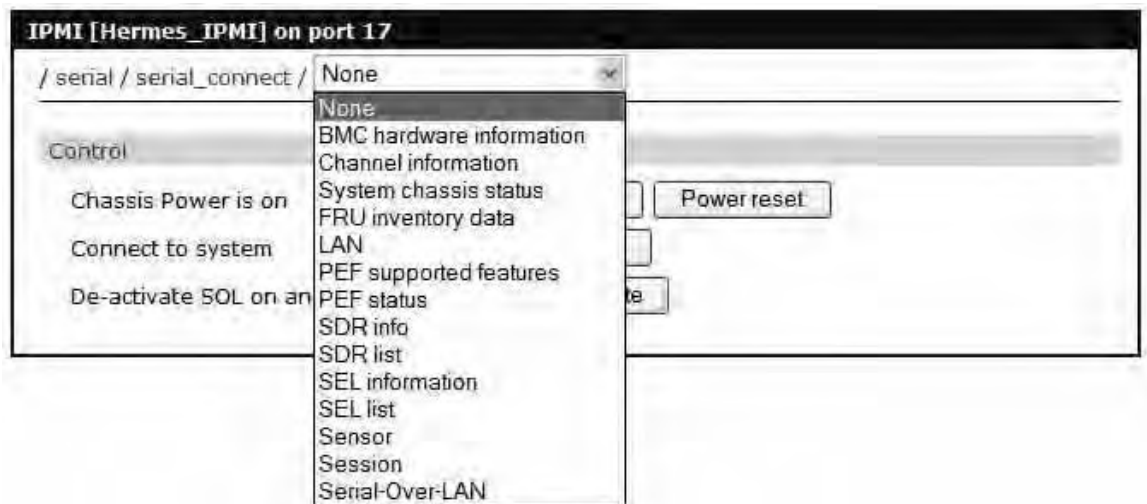 IPMI [Hermes_IPMI] on port 17
/ serial / serial_connect / None
None
BMC hardware information
Control
Channel information
System chassis status
Chassis Power is on
Power reset
FRU inventory data
LAN
Connect to system
PEF supported features
De-activate SOL on an
PEF status
te
SDR info
SDR list
SEL information
SEL list
Sensor
Session
Serial-Over-LAN